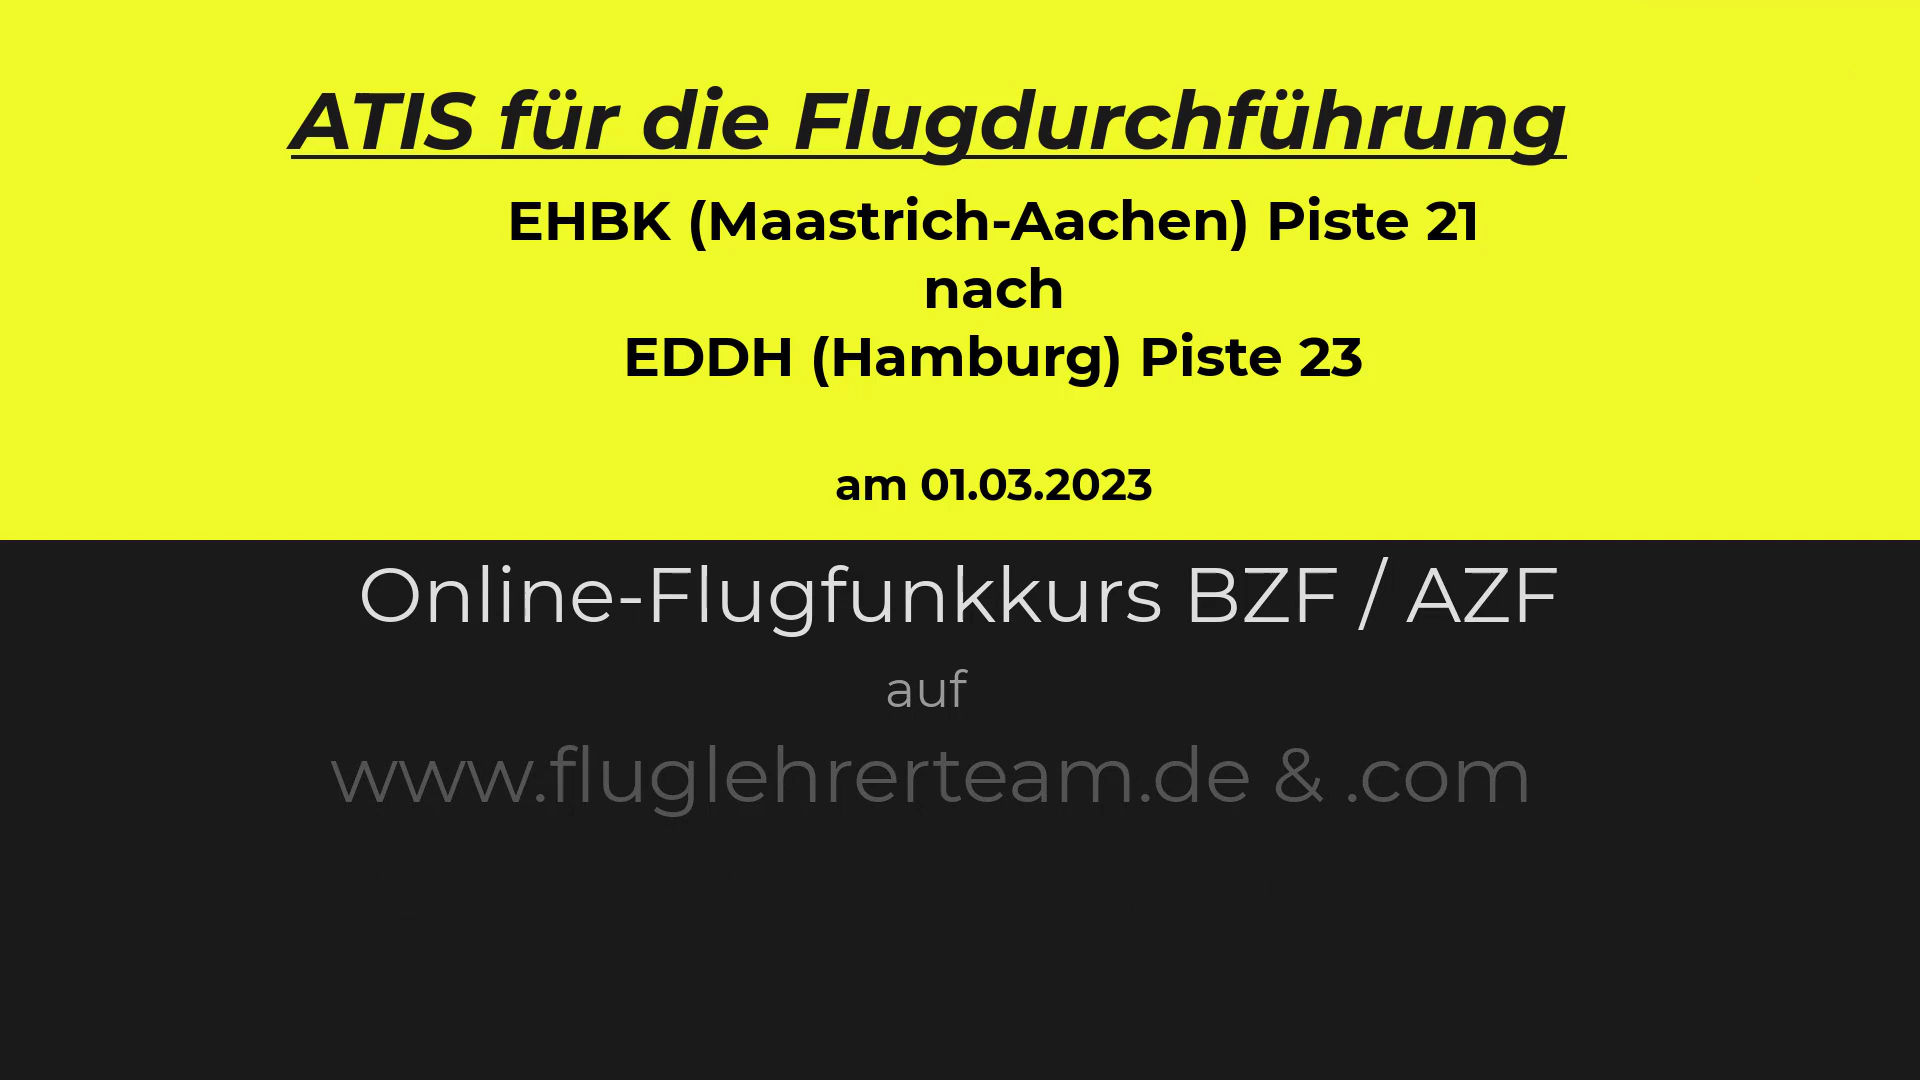 ATIS für die Flugdurchführung
EHBK (Maastrich-Aachen) Piste 21
nach
EDDH (Hamburg) Piste 23
am 01.03.2023
Online-Flugfunkkurs BZF / AZF
auf
www.fluglehrerteam.de & .com